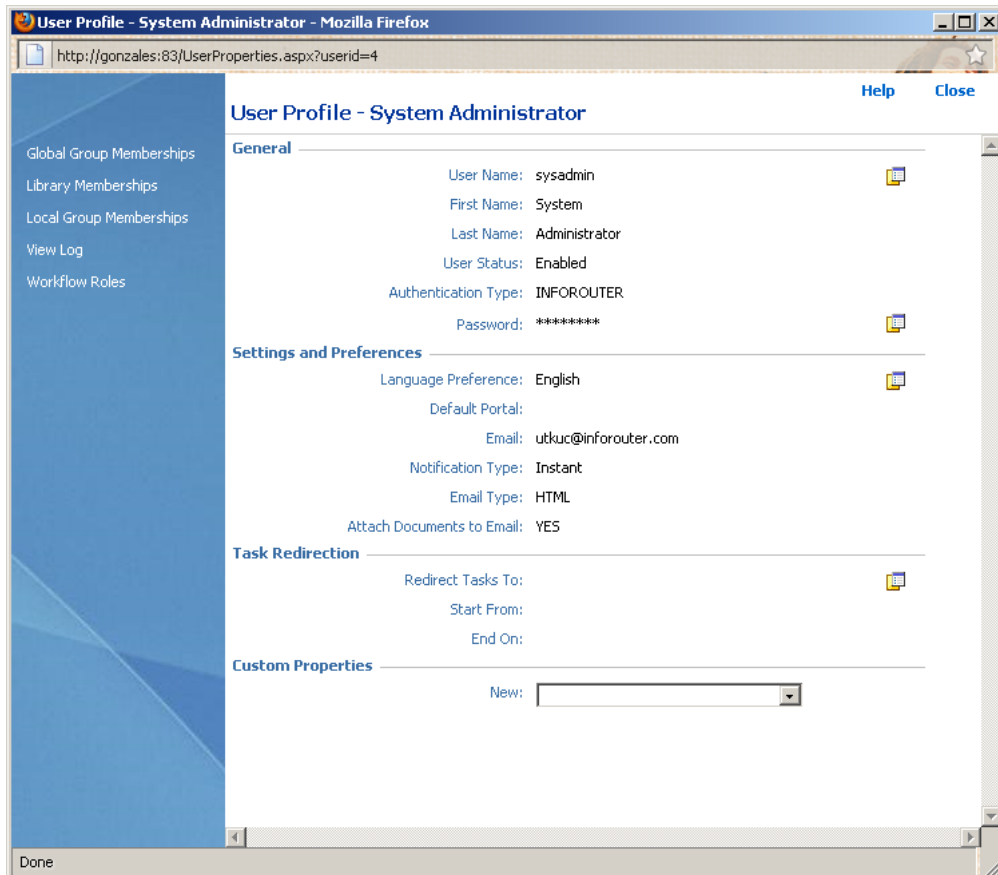 User Profile - System Administrator - Mozilla Firefox
http://gonzales:83/UserProperties.aspx?userid=4
Help Close
User Profile - System Administrator
Global Group Memberships
Library Memberships
Local Group Memberships
View Log
Workflow Roles
General
User Name: sysadmin
First Name: System
Last Name: Administrator
User Status: Enabled
Authentication Type: INFOROUTER
Password: ********
Settings and Preferences
Language Preference: English
Default Portal:
Email: utkuc@inforouter.com
Notification Type: Instant
Email Type: HTML
Attach Documents to Email: YES
Task Redirection
Redirect Tasks To:
Start From:
End On:
Custom Properties
New:
Done